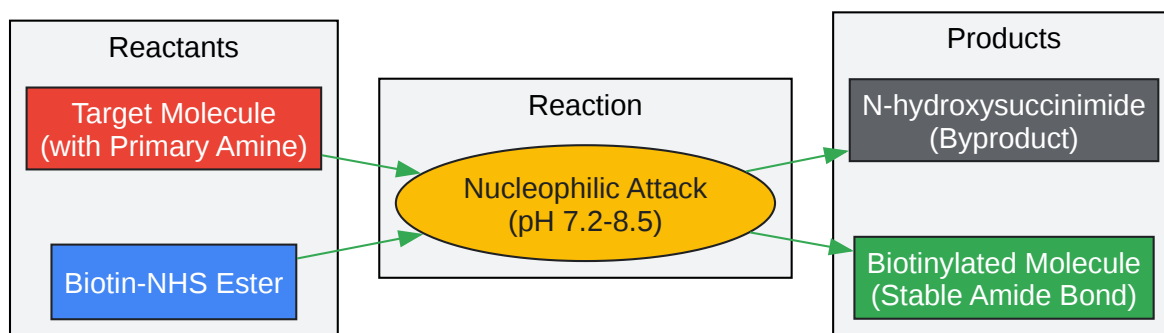 Reactants
Target Molecule
(with Primary Amine)
Biotin-NHS Ester
Reaction
Nucleophilic Attack
(pH 7.2-8.5)
Products
N-hydroxysuccinimide
(Byproduct)
Biotinylated Molecule
(Stable Amide Bond)